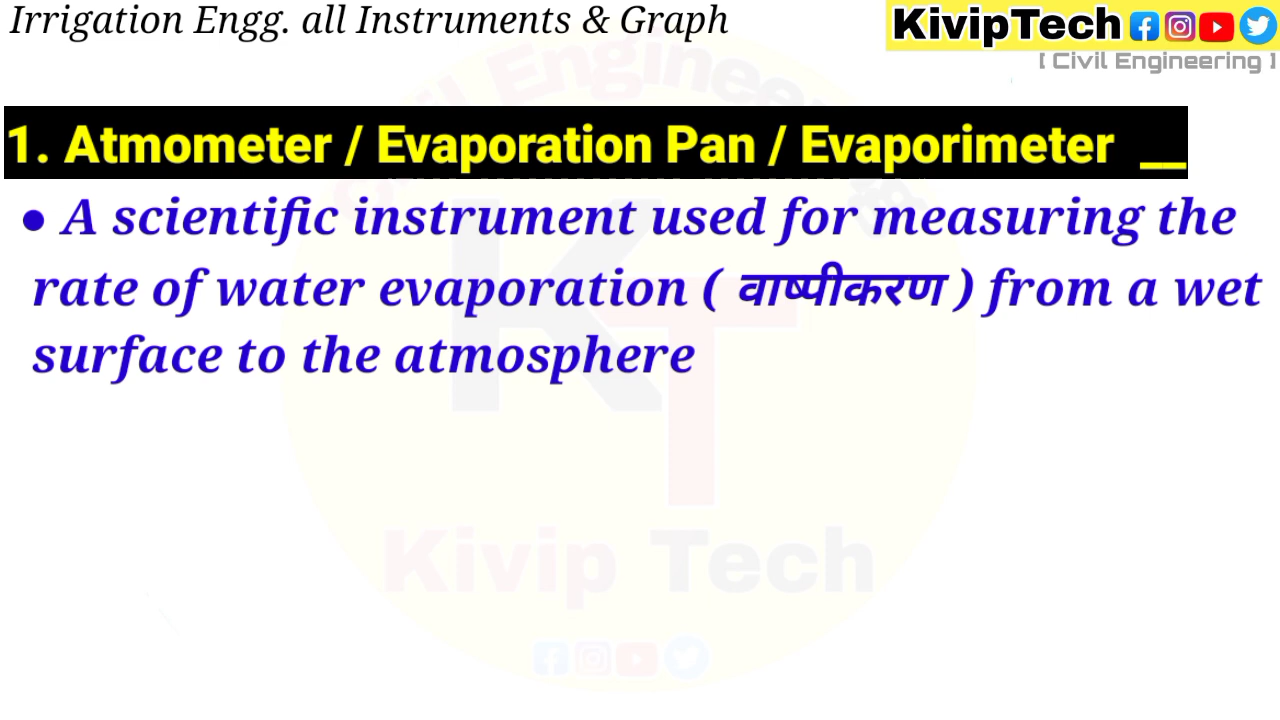 Irrigation Engg. all Instruments & Graph
KivipTech
[ Civil Engineering ]
1. Atmometer / Evaporation Pan / Evaporimeter __
• A scientific instrument used for measuring the
rate of water evaporation ( वाष्पीकरण ) from a wet
surface to the atmosphere
Kivip Tech